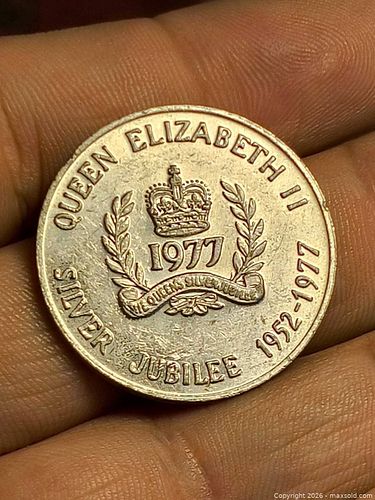 QUEEN ELIZABETH II
1977
THE QUEENS SILVER JUBILEE
SILVER JUBILEE 1952-1977
Copyright 2026 - maxsold.com